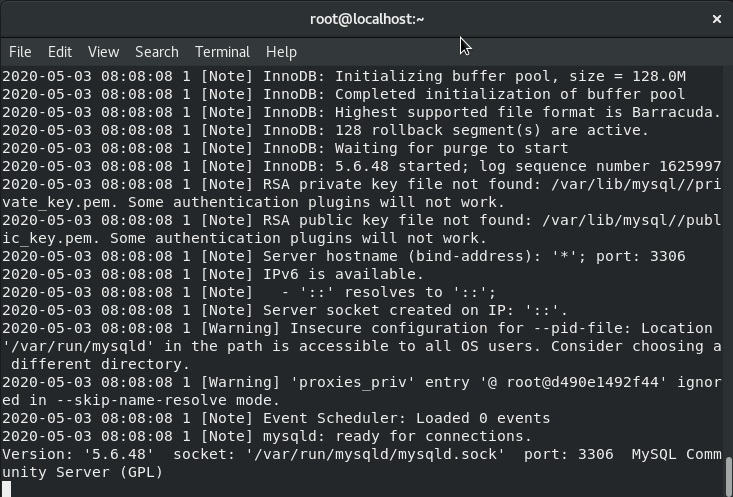 root@localhost:~
File Edit View Search Terminal Help
2020-05-03 08:08:08 1 [Note] InnoDB: Initializing buffer pool, size = 128.0M
2020-05-03 08:08:08 1 [Note] InnoDB: Completed initialization of buffer pool
2020-05-03 08:08:08 1 [Note] InnoDB: Highest supported file format is Barracuda.
2020-05-03 08:08:08 1 [Note] InnoDB: 128 rollback segment(s) are active.
2020-05-03 08:08:08 1 [Note] InnoDB: Waiting for purge to start
2020-05-03 08:08:08 1 [Note] InnoDB: 5.6.48 started; log sequence number 1625997
2020-05-03 08:08:08 1 [Note] RSA private key file not found: /var/lib/mysql//pri
vate_key.pem. Some authentication plugins will not work.
2020-05-03 08:08:08 1 [Note] RSA public key file not found: /var/lib/mysql//publ
ic_key.pem. Some authentication plugins will not work.
2020-05-03 08:08:08 1 [Note] Server hostname (bind-address): '*'; port: 3306
2020-05-03 08:08:08 1 [Note] IPv6 is available.
2020-05-03 08:08:08 1 [Note]   - '::' resolves to '::';
2020-05-03 08:08:08 1 [Note] Server socket created on IP: '::'.
2020-05-03 08:08:08 1 [Warning] Insecure configuration for --pid-file: Location
'/var/run/mysqld' in the path is accessible to all OS users. Consider choosing a
 different directory.
2020-05-03 08:08:08 1 [Warning] 'proxies_priv' entry '@ root@d490e1492f44' ignor
ed in --skip-name-resolve mode.
2020-05-03 08:08:08 1 [Note] Event Scheduler: Loaded 0 events
2020-05-03 08:08:08 1 [Note] mysqld: ready for connections.
Version: '5.6.48'  socket: '/var/run/mysqld/mysqld.sock'  port: 3306  MySQL Comm
unity Server (GPL)